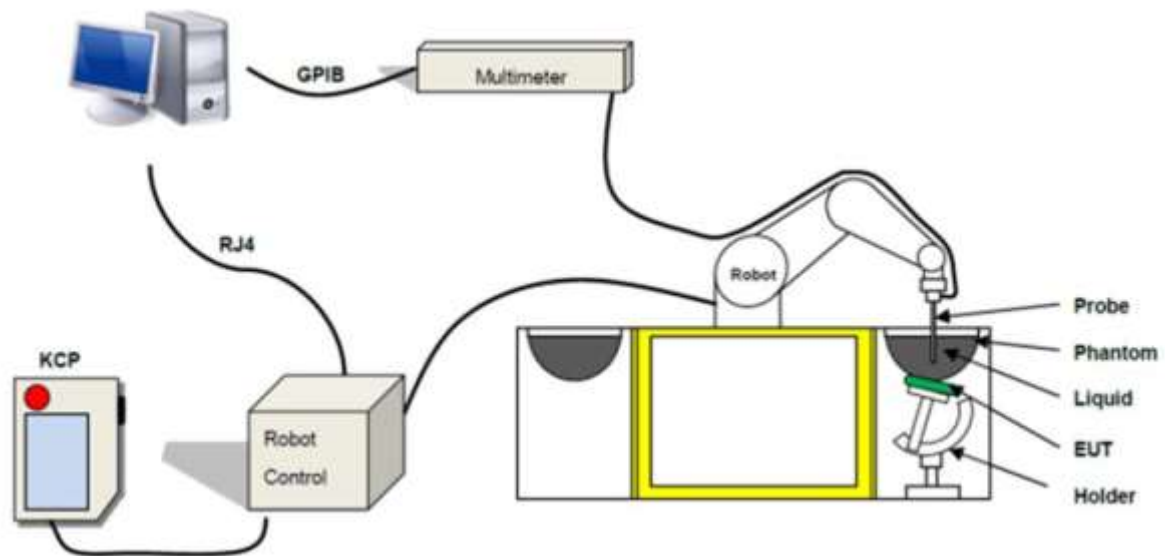 GPIB
Multimeter
RJ4
Robot
Probe
Phantom
Liquid
EUT
Holder
KCP
Robot
Control